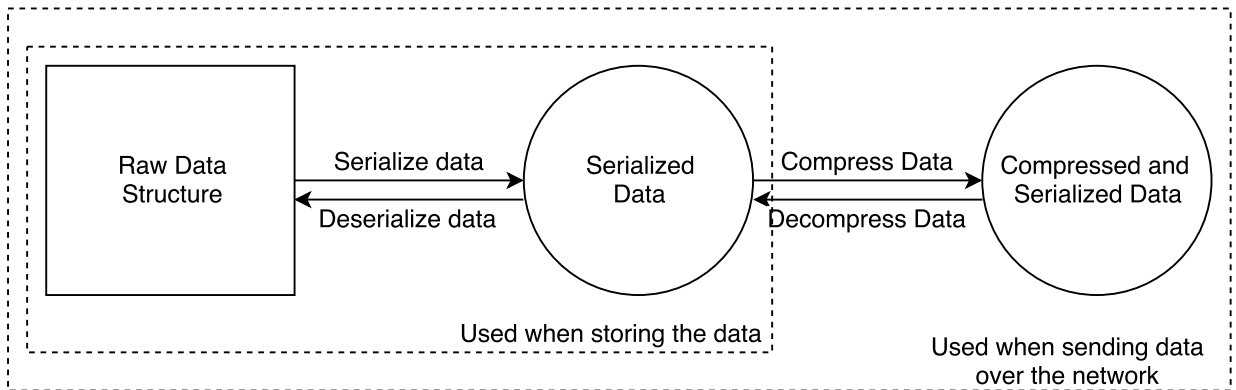 Raw Data
Structure
Serialize data
Deserialize data
Serialized
Data
Compress Data
Decompress Data
Compressed and
Serialized Data
Used when storing the data
Used when sending data
over the network